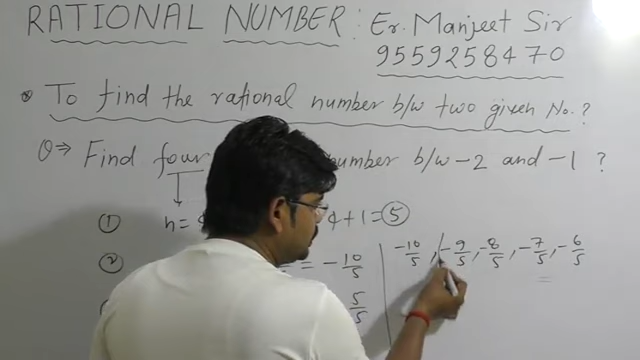 RATIONAL NUMBER : Er. Manjeet Sir
9559258470
To find the rational number b/w two given No. ?
Q⇒ Find four number b/w -2 and -1 ?
① n= 4+1 = ⑤
② = -10/5
5/5
-10/5, -9/5, -8/5, -7/5, -6/5